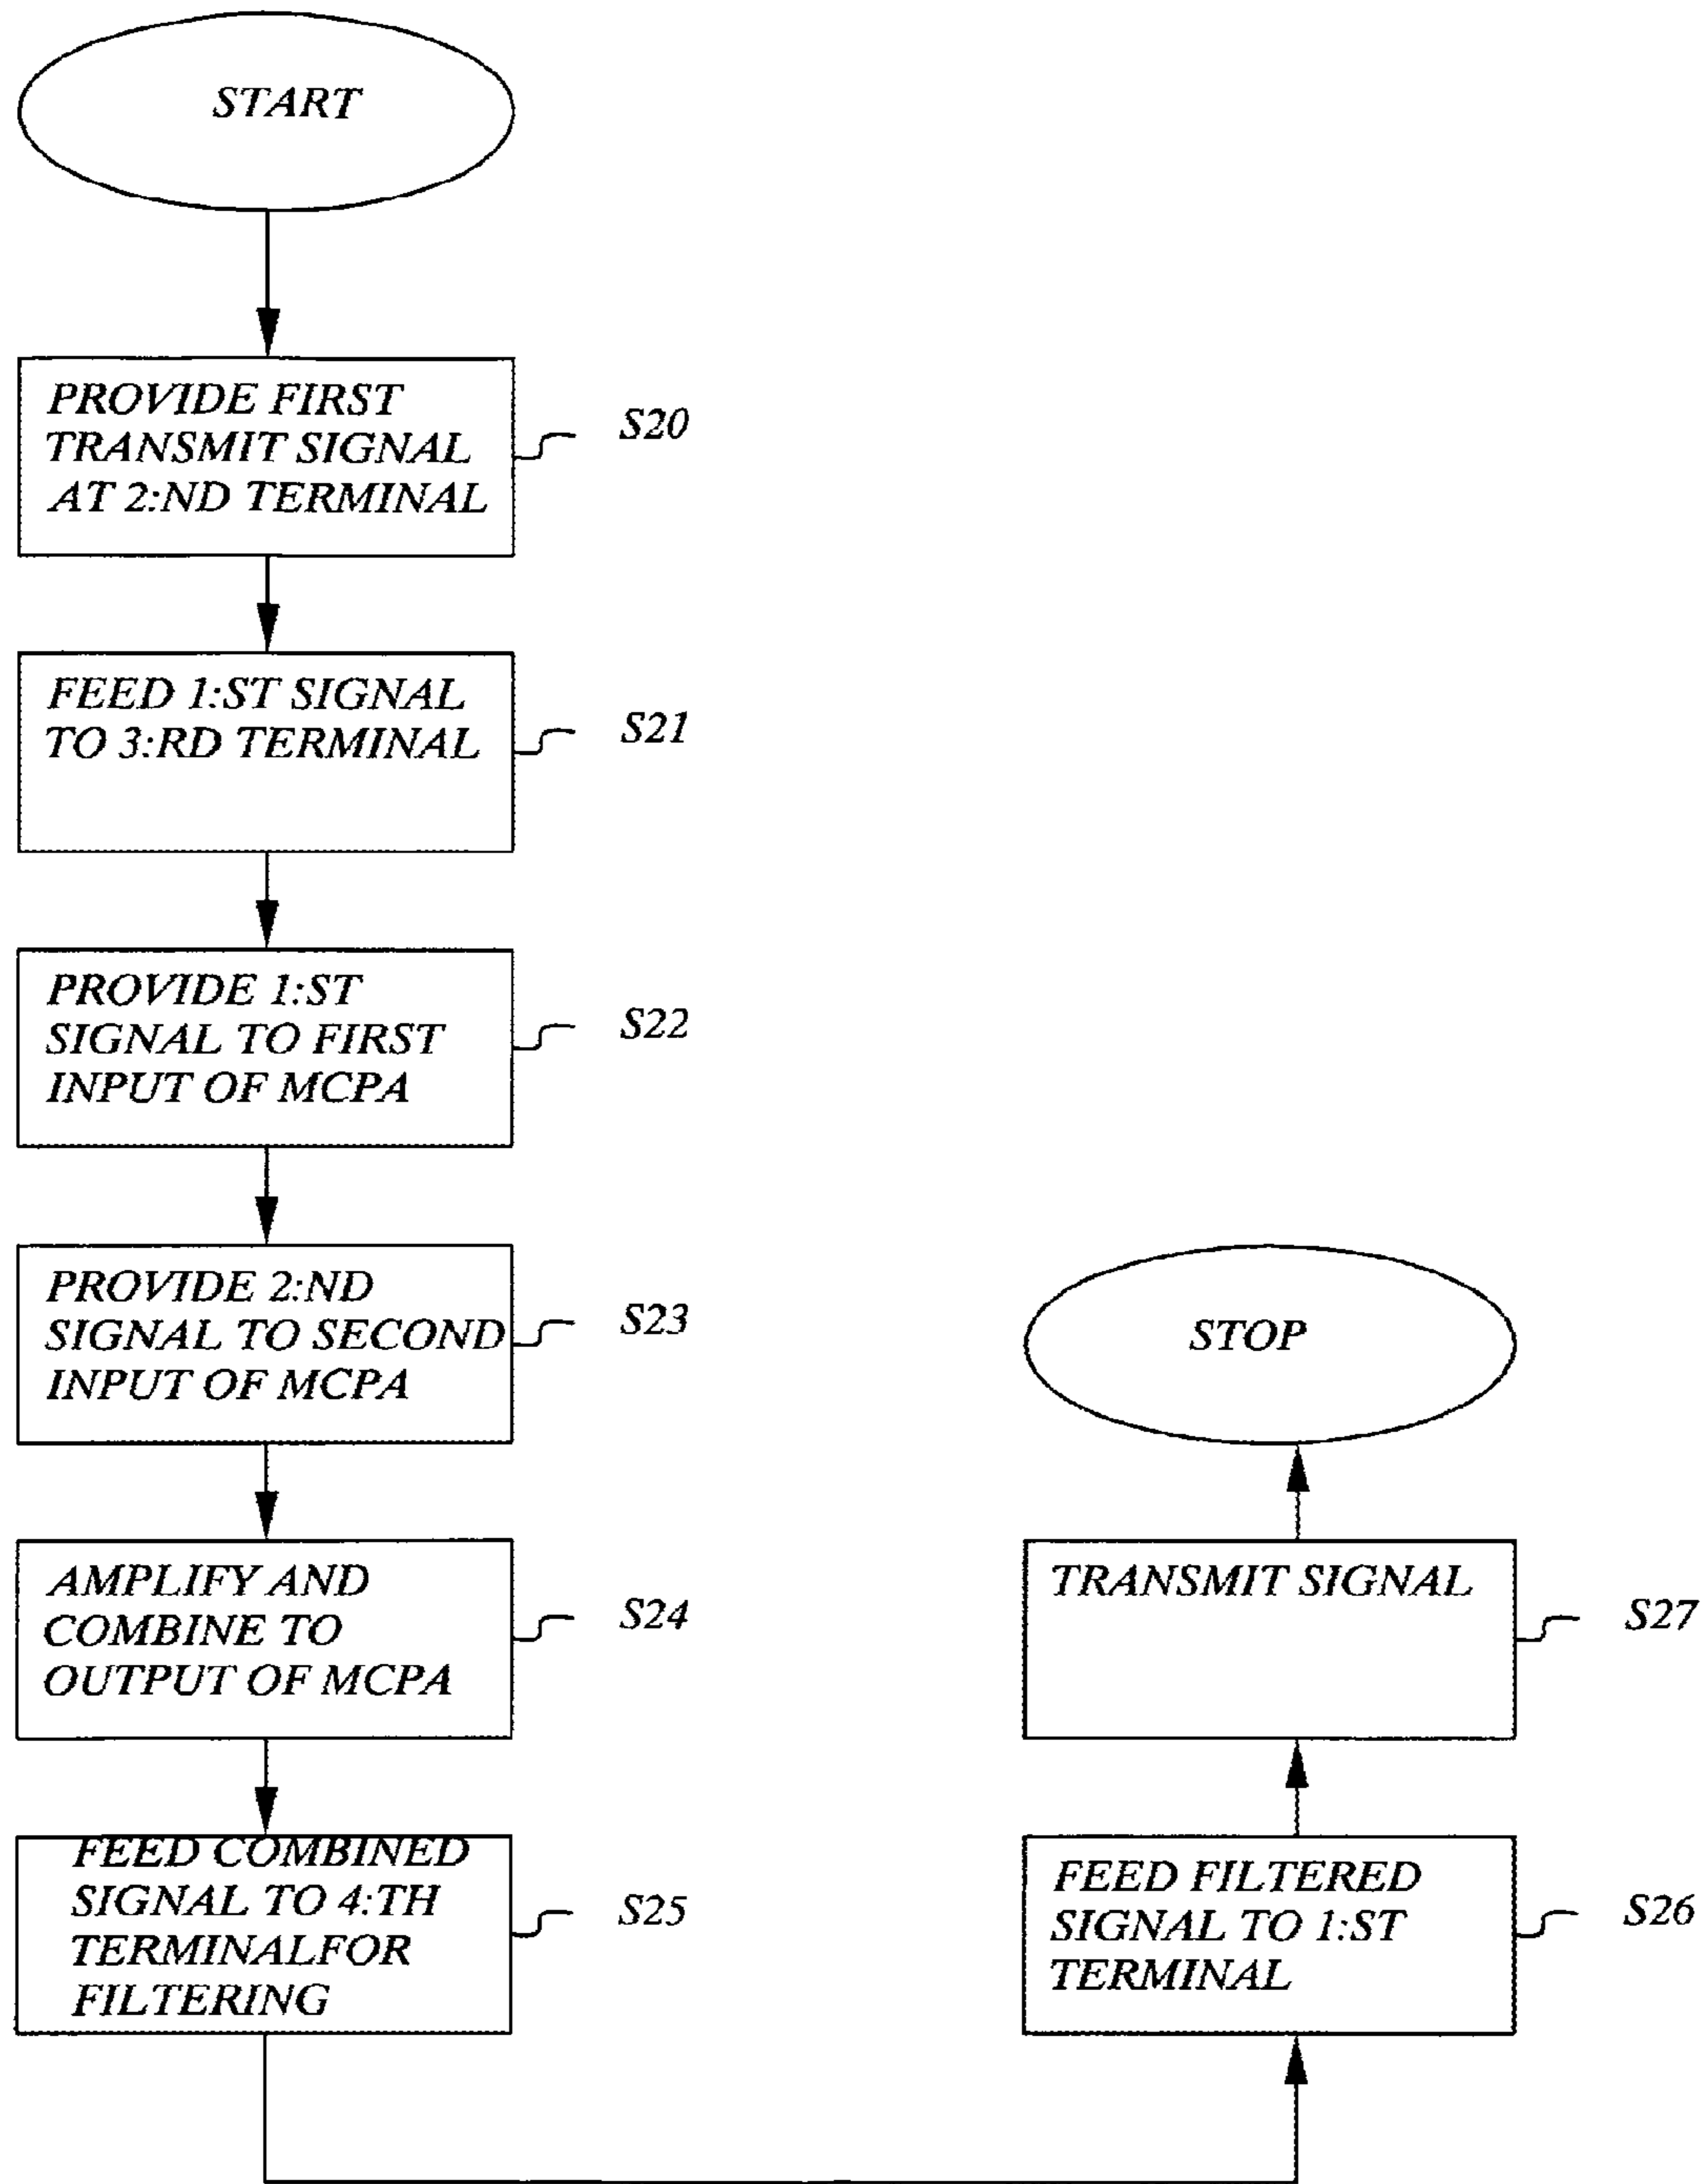 START
PROVIDE FIRST
TRANSMIT SIGNAL
AT 2:ND TERMINAL
S20
FEED 1:ST SIGNAL
TO 3:RD TERMINAL
S21
PROVIDE 1:ST
SIGNAL TO FIRST
INPUT OF MCPA
S22
PROVIDE 2:ND
SIGNAL TO SECOND
INPUT OF MCPA
S23
AMPLIFY AND
COMBINE TO
OUTPUT OF MCPA
S24
FEED COMBINED
SIGNAL TO 4:TH
TERMINALFOR
FILTERING
S25
FEED FILTERED
SIGNAL TO 1:ST
TERMINAL
S26
TRANSMIT SIGNAL
S27
STOP